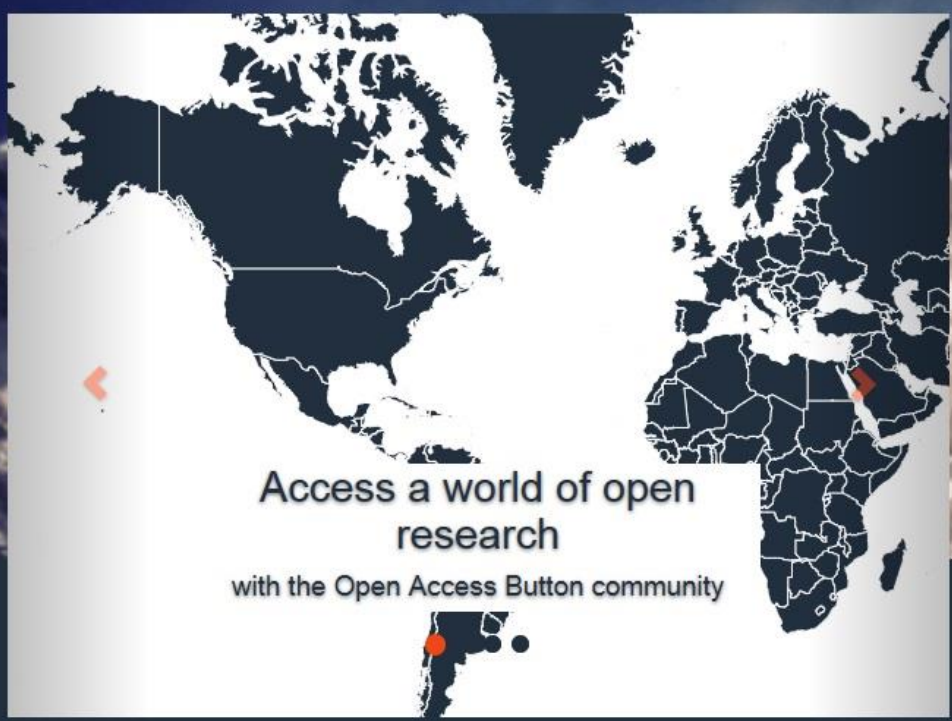 Access a world of open
research
with the Open Access Button community